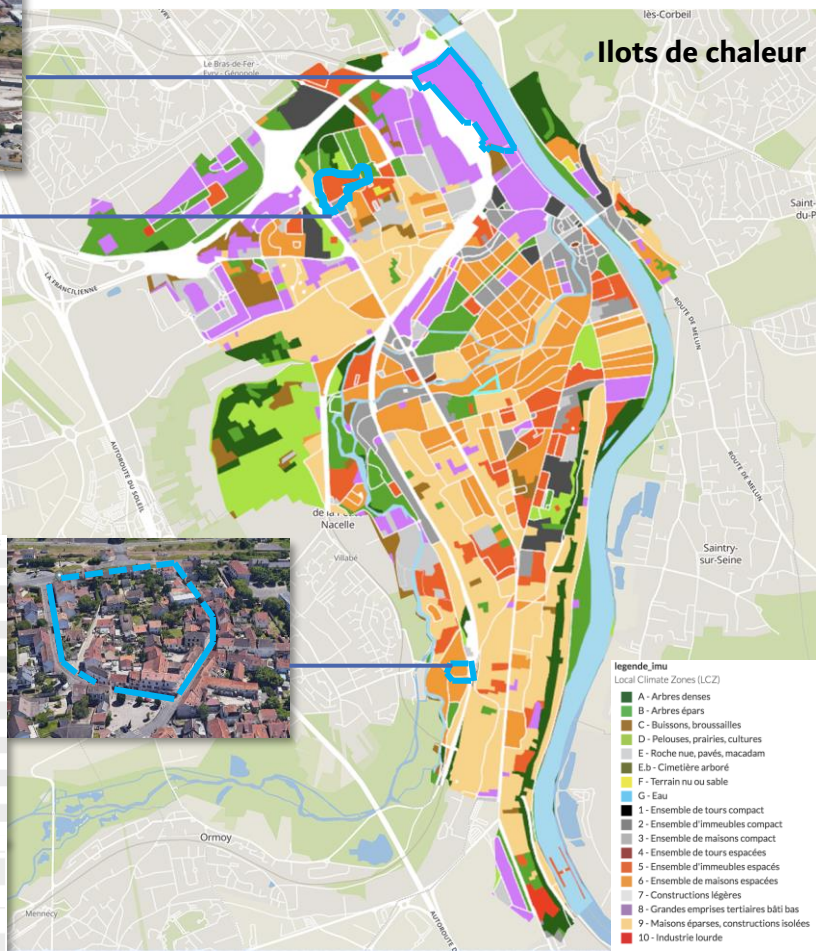 lès-Corbeil
Ilots de chaleur
Le Bras-de-Fer -
Evry - Génopole
Saint-
du-P
LA FRANCILIENNE
ROUTE DE MELUN
AUTOROUTE DU SOLEIL
ROUTE DE MELUN
Nacelle
Villabé
Saintry-
sur-Seine
legende_imu
Local Climate Zones (LCZ)
A - Arbres denses
B - Arbres épars
C - Buissons, broussailles
D - Pelouses, prairies, cultures
E - Roche nue, pavés, macadam
E.b - Cimetière arboré
F - Terrain nu ou sable
G - Eau
1 - Ensemble de tours compact
2 - Ensemble d'immeubles compact
3 - Ensemble de maisons compact
4 - Ensemble de tours espacées
5 - Ensemble d'immeubles espacés
6 - Ensemble de maisons espacées
7 - Constructions légères
8 - Grandes emprises tertiaires bâti bas
9 - Maisons éparses, constructions isolées
10 - Industrie lourde
Ormoy
Mennecy
AUTOROUTE D